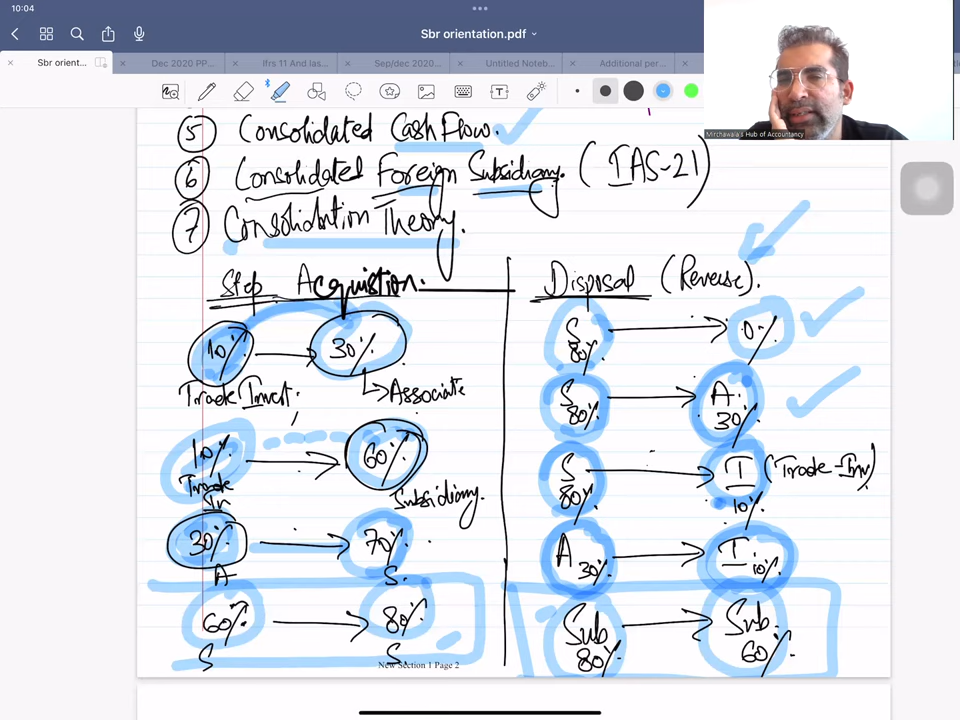 10:04
Sbr orientation.pdf
Sbr orient...
Dec 2020 PP...
Ifrs 11 And las...
Sep/dec 2020...
Untitled Noteb...
Additional per...
Mirchawala's Hub of Accountancy
⑤ Consolidated Cash Flow.
⑥ Consolidated Foreign Subsidiary. (IAS-21)
⑦ Consolidation Theory.
Step Acquistion.
10% → 30%
Trade Invest.
↳ Associate
10% → 60%
Trade Inv
Subsidiary.
30% → 70%
A
S.
60% → 80%
S
S.
Disposal (Reverse).
S 80% → 0%
S 80% → A 30%
S 80% → I 10% (Trade-Inv)
A 30% → I 10%
Sub 80% → Sub. 60%
New Section 1 Page 2